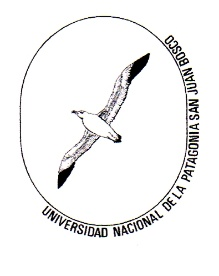 UNIVERSIDAD NACIONAL DE LA PATAGONIA SAN JUAN BOSCO